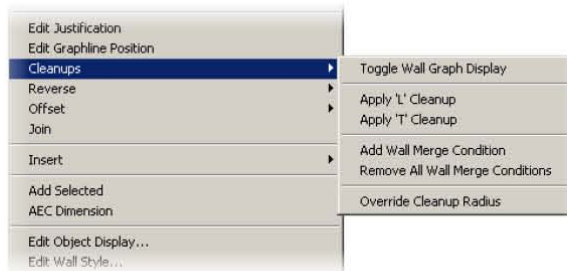 Edit Justification
Edit Graphline Position
Cleanups
Reverse
Offset
Join
Insert
Add Selected
AEC Dimension
Edit Object Display...
Edit Wall Style...
Toggle Wall Graph Display
Apply 'L' Cleanup
Apply 'T' Cleanup
Add Wall Merge Condition
Remove All Wall Merge Conditions
Override Cleanup Radius